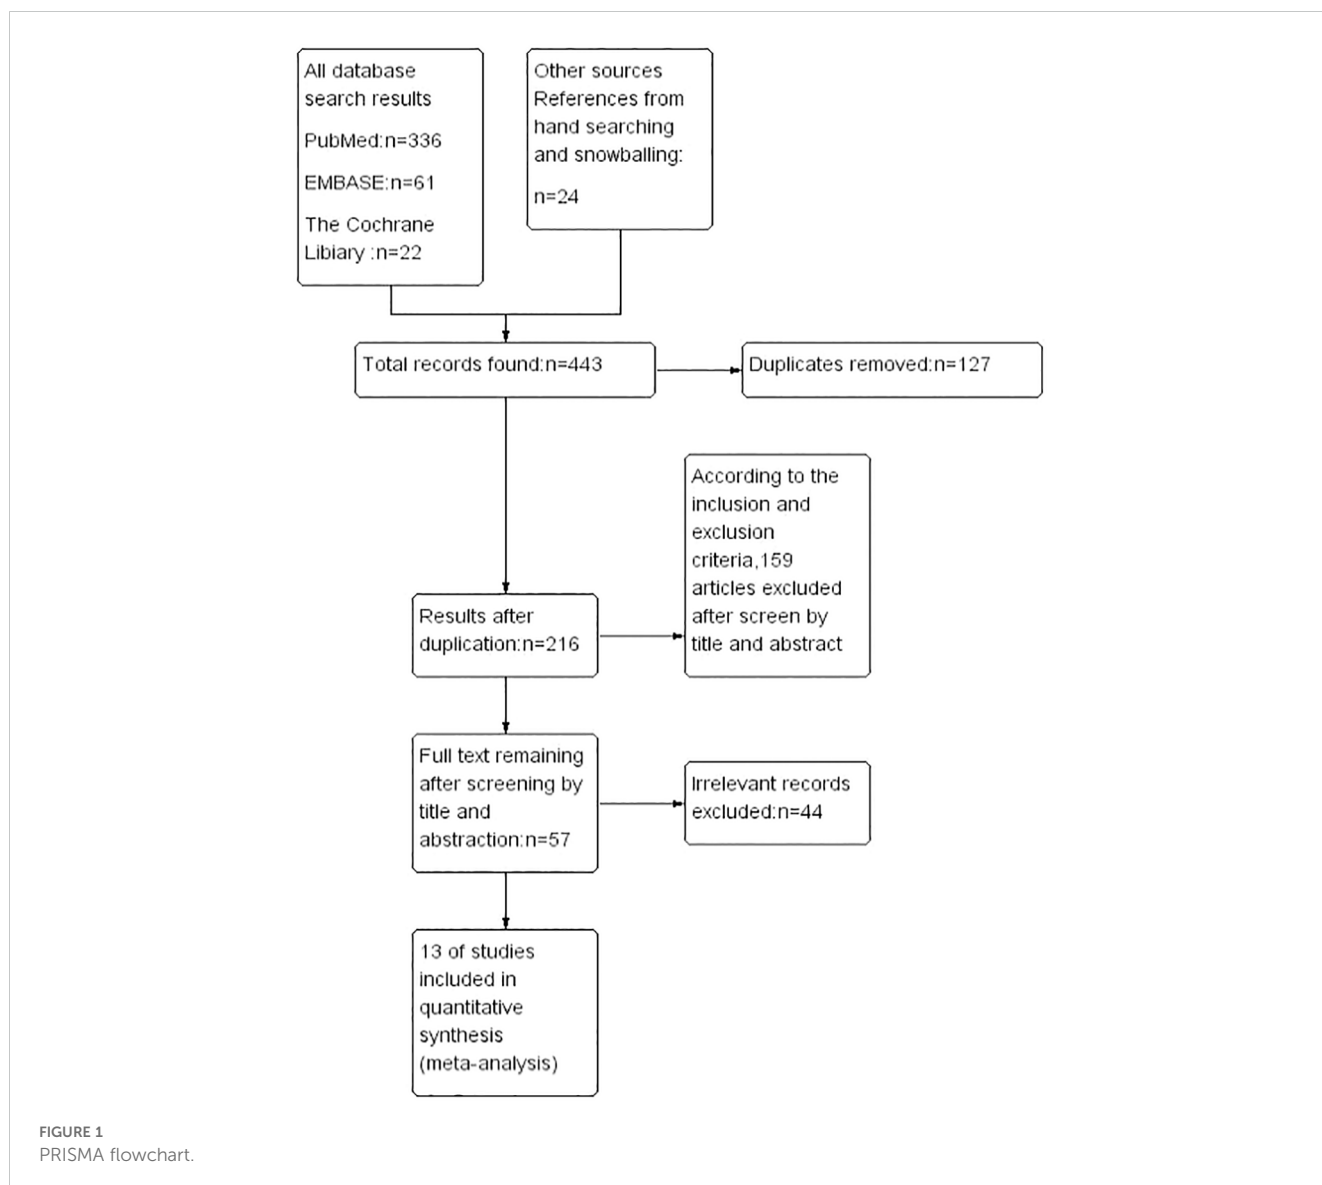 All database
search results
PubMed:n=336
EMBASE:n=61
The Cochrane
Libiary :n=22
Other sources
References from
hand searching
and snowballing:
n=24
Total records found:n=443
Duplicates removed:n=127
According to the
inclusion and
exclusion
criteria,159
articles excluded
after screen by
title and abstract
Results after
duplication:n=216
Full text remaining
after screening by
title and
abstraction:n=57
Irrelevant records
excluded:n=44
13 of studies
included in
quantitative
synthesis
(meta-analysis)
FIGURE 1
PRISMA flowchart.